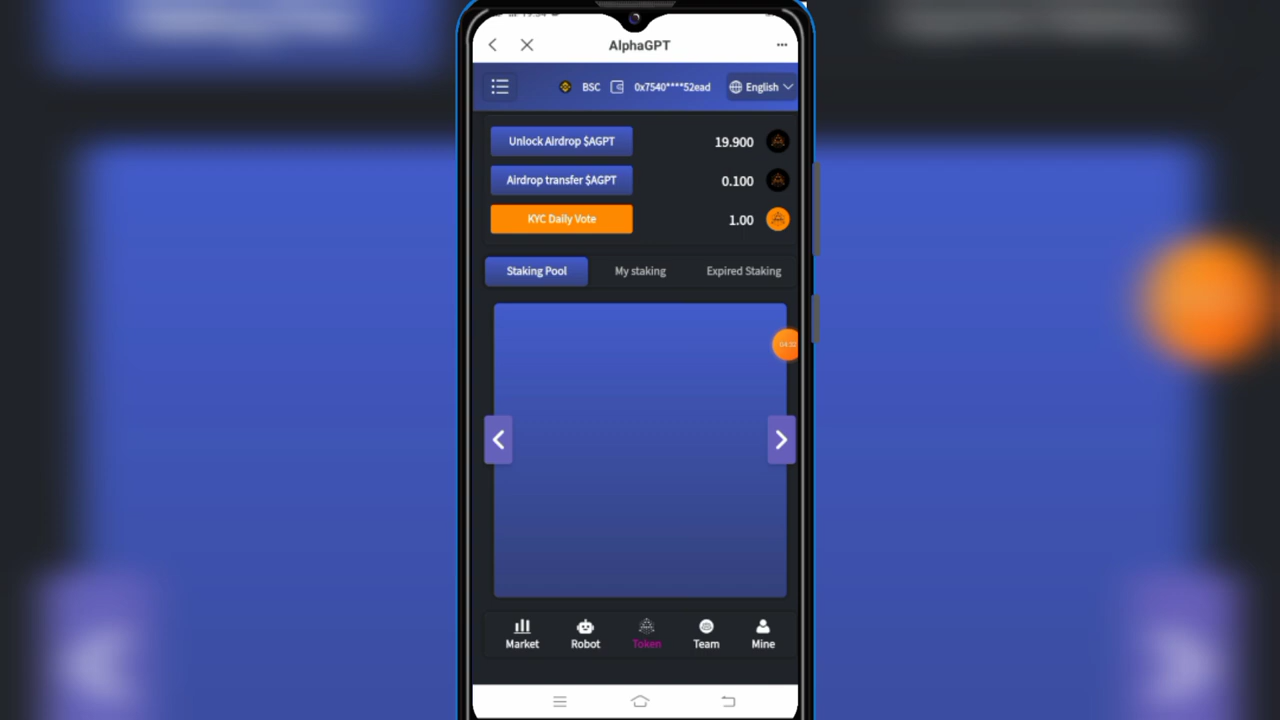 AlphaGPT
BSC 0x7540****52ead English
Unlock Airdrop $AGPT 19.900
Airdrop transfer $AGPT 0.100
KYC Daily Vote 1.00
Staking Pool My staking Expired Staking
Market Robot Token Team Mine